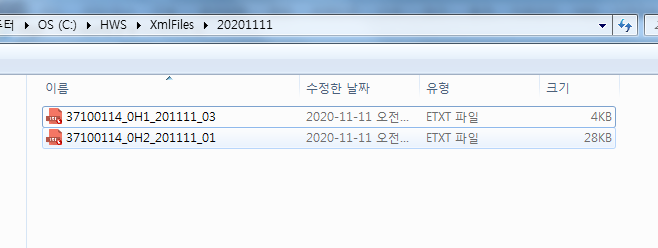 OS (C:) ▸ HWS ▸ XmlFiles ▸ 20201111
이름 수정한 날짜 유형 크기
37100114_0H1_201111_03 2020-11-11 오전... ETXT 파일 4KB
37100114_0H2_201111_01 2020-11-11 오전... ETXT 파일 28KB